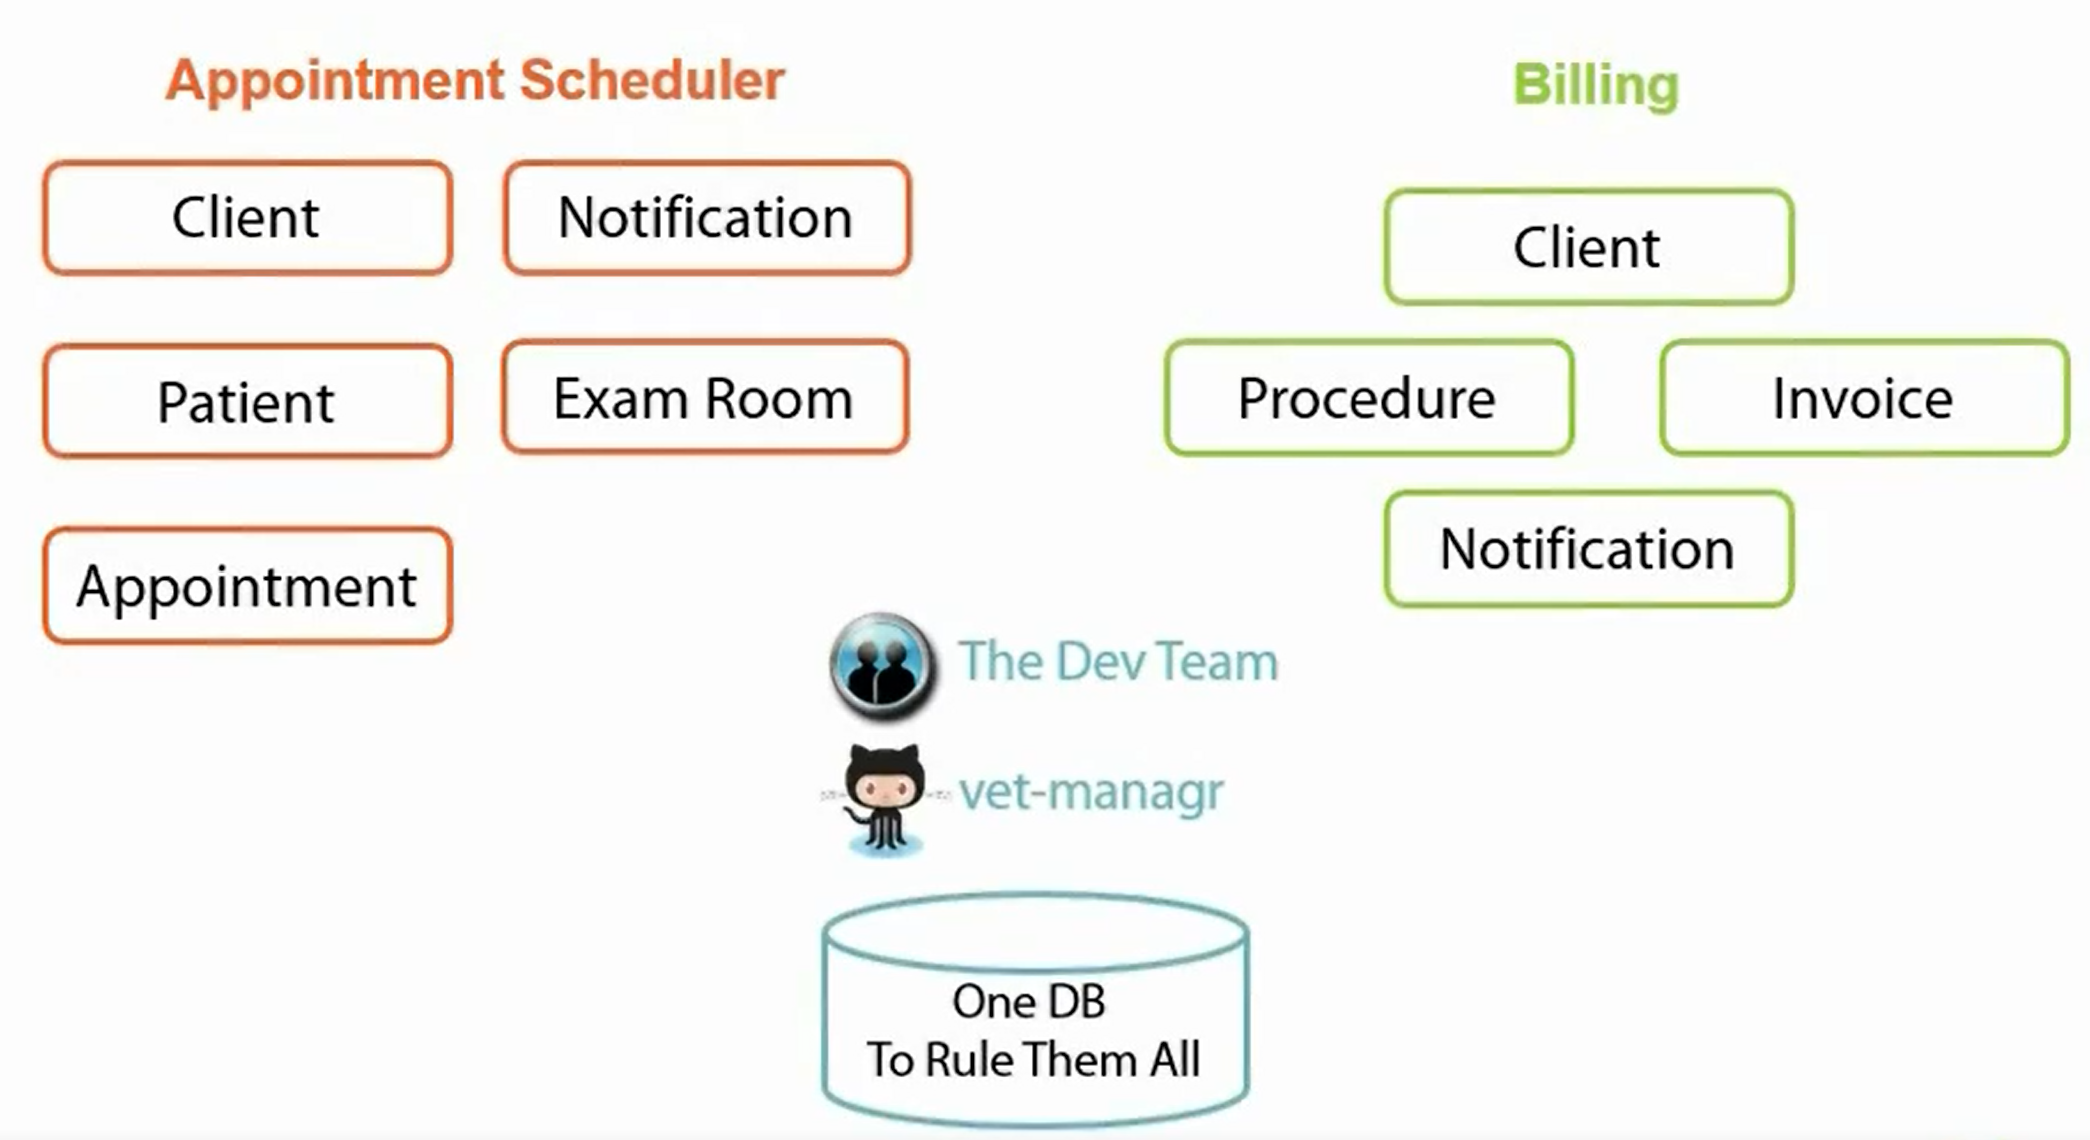 Appointment Scheduler
Client
Notification
Patient
Exam Room
Appointment
Billing
Client
Procedure
Invoice
Notification
The Dev Team
vet-managr
One DB
To Rule Them All